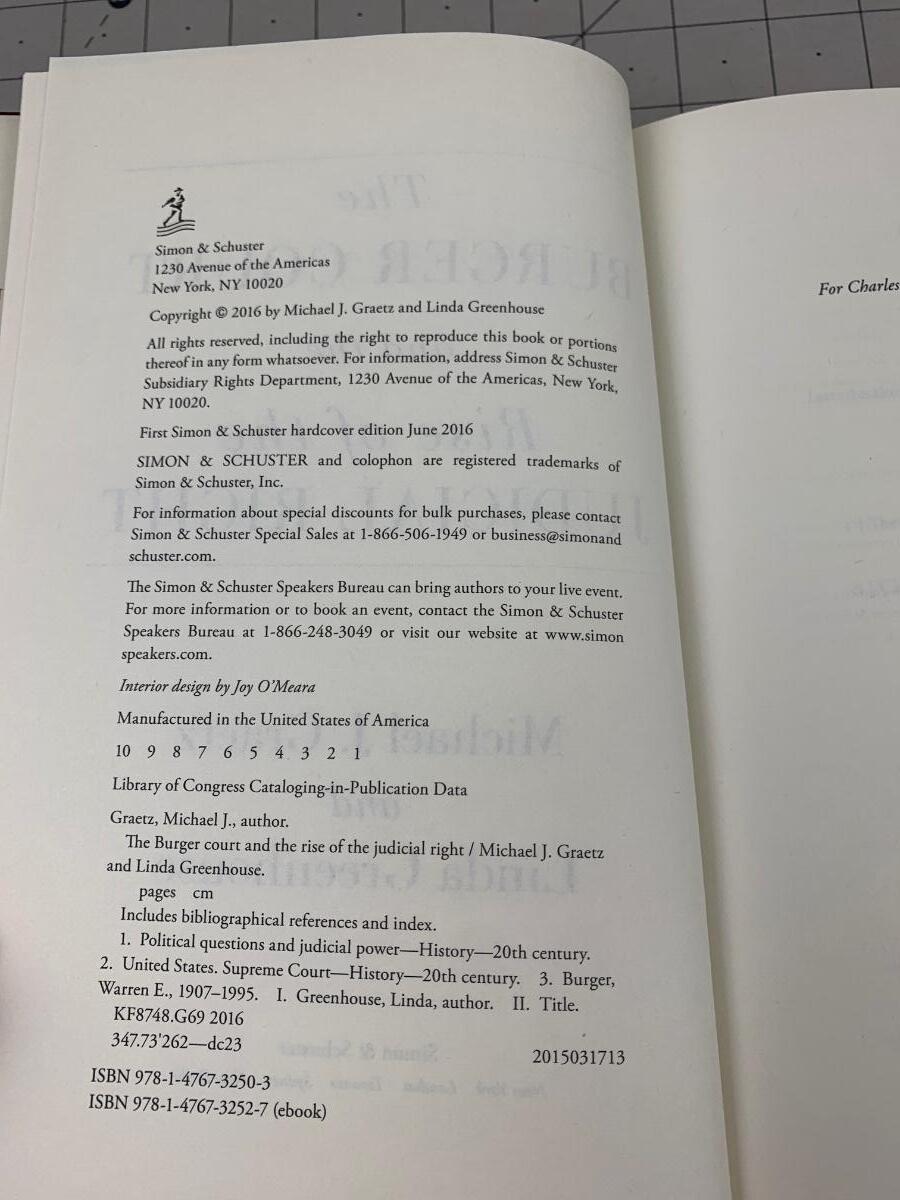 Simon & Schuster
1230 Avenue of the Americas
New York, NY 10020
Copyright © 2016 by Michael J. Graetz and Linda Greenhouse
All rights reserved, including the right to reproduce this book or portions
thereof in any form whatsoever. For information, address Simon & Schuster
Subsidiary Rights Department, 1230 Avenue of the Americas, New York,
NY 10020.
First Simon & Schuster hardcover edition June 2016
SIMON & SCHUSTER and colophon are registered trademarks of
Simon & Schuster, Inc.
For information about special discounts for bulk purchases, please contact
Simon & Schuster Special Sales at 1-866-506-1949 or business@simonand
schuster.com.
The Simon & Schuster Speakers Bureau can bring authors to your live event.
For more information or to book an event, contact the Simon & Schuster
Speakers Bureau at 1-866-248-3049 or visit our website at www.simon
speakers.com.
Interior design by Joy O'Meara
Manufactured in the United States of America
10 9 8 7 6 5 4 3 2 1
Library of Congress Cataloging-in-Publication Data
Graetz, Michael J., author.
The Burger court and the rise of the judicial right / Michael J. Graetz
and Linda Greenhouse.
pages cm
Includes bibliographical references and index.
1. Political questions and judicial power—History—20th century.
2. United States. Supreme Court—History—20th century. 3. Burger,
Warren E., 1907–1995. I. Greenhouse, Linda, author. II. Title.
KF8748.G69 2016
347.73'262—dc23 2015031713
ISBN 978-1-4767-3250-3
ISBN 978-1-4767-3252-7 (ebook)
For Charles